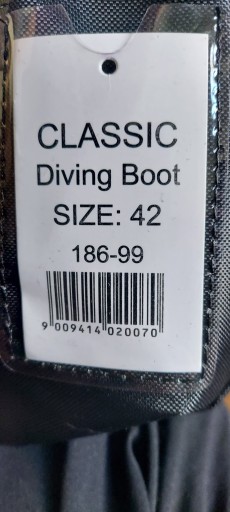 CLASSIC
Diving Boot
SIZE: 42
186-99
9 009414 020070